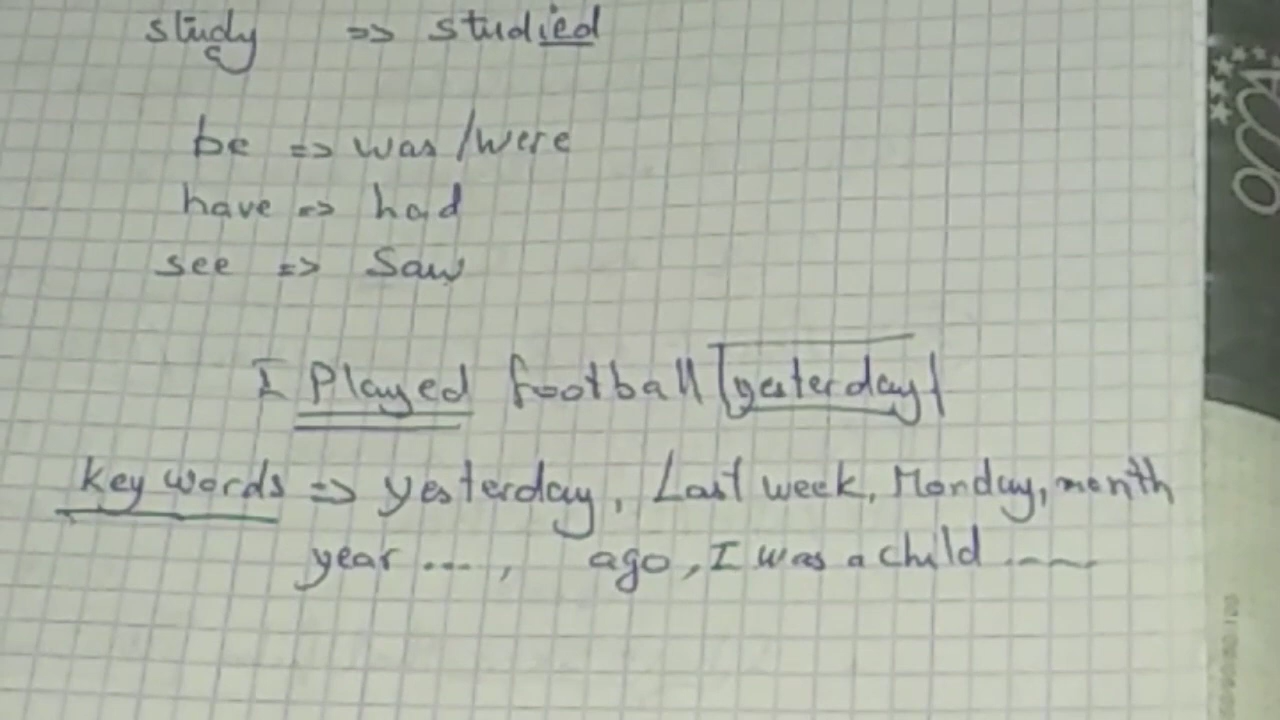 study => studied
be => was/were
have => had
see => saw
I Played football yesterday
key words => yesterday, Last week, Monday, month
year ..., ago, I was a child .....